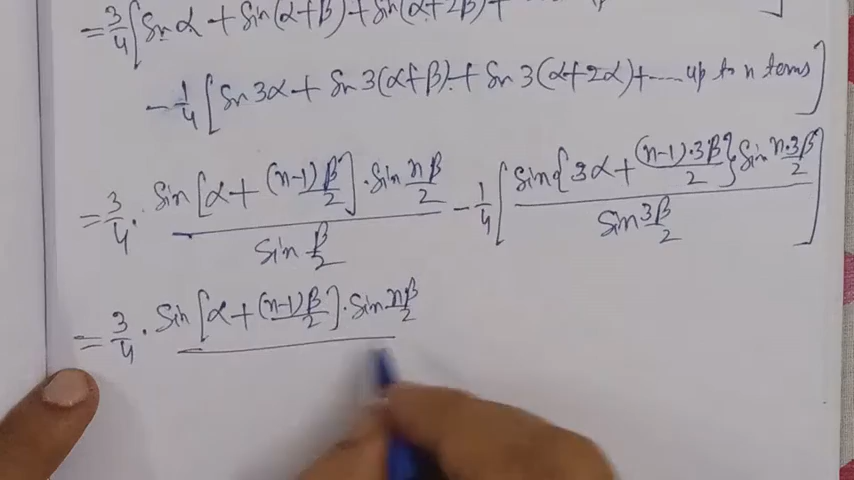 = 3/4 [Sin α + Sin(α+β) + Sin(α+2β) +
- 1/4 [Sin 3α + Sin 3(α+β) + Sin 3(α+2α) + ..... up to n terms]
= 3/4 · Sin[α + (n-1)β/2] · Sin nβ/2 / Sin β/2 - 1/4 [Sin{3α + (n-1)·3β/2} Sin n·3β/2 / Sin 3β/2]
= 3/4 · Sin[α + (n-1)β/2] · Sin nβ/2